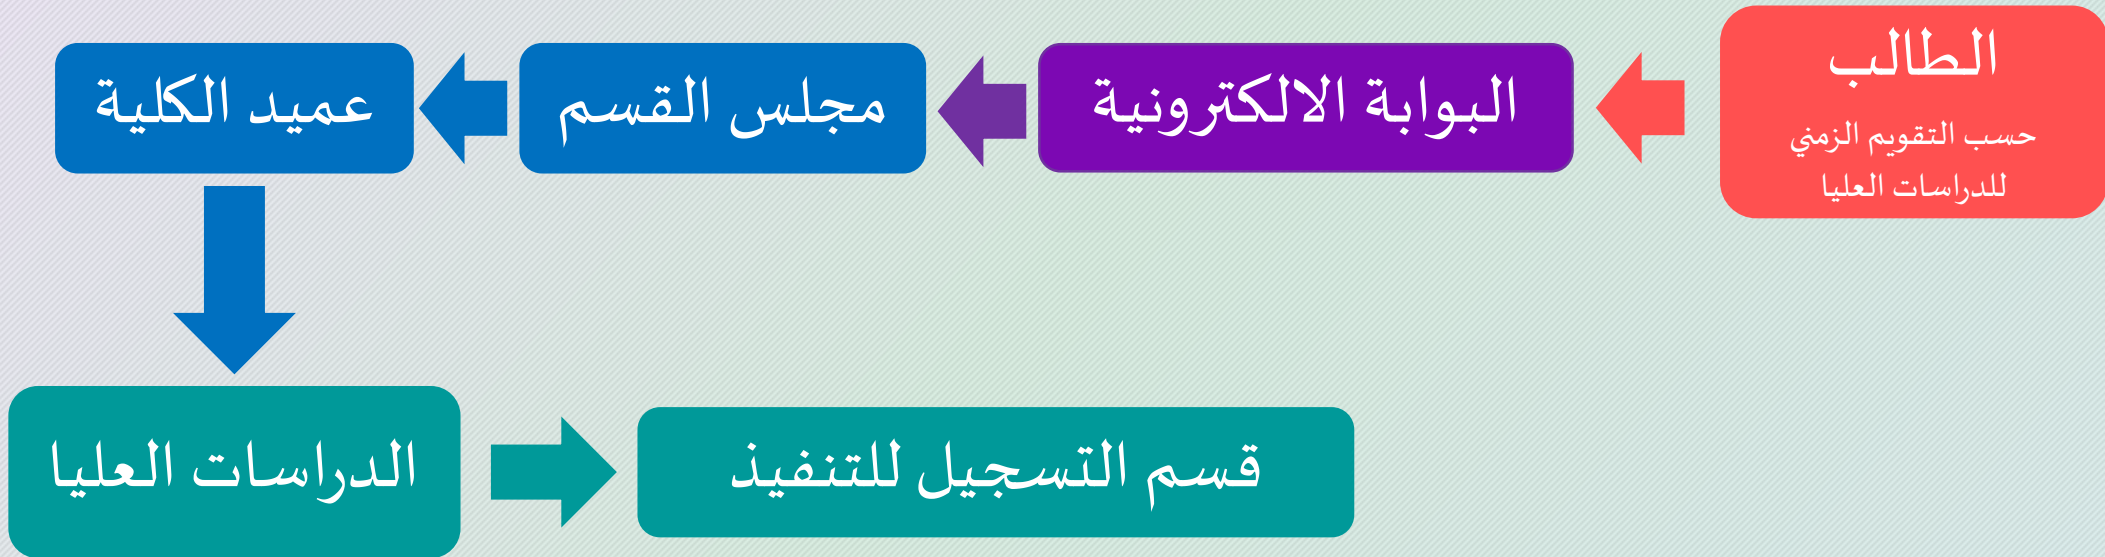 الطالب
حسب التقويم الزمني
للدراسات العليا
البوابة الالكترونية
مجلس القسم
عميد الكلية
الدراسات العليا
قسم التسجيل للتنفيذ